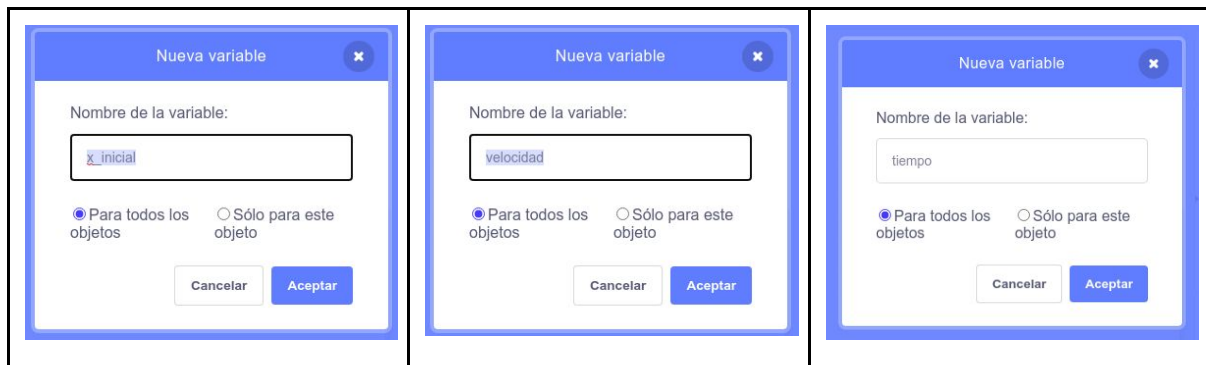 Nueva variable
Nombre de la variable:
x_inicial
Para todos los objetos
Sólo para este objeto
Cancelar
Aceptar
Nueva variable
Nombre de la variable:
velocidad
Para todos los objetos
Sólo para este objeto
Cancelar
Aceptar
Nueva variable
Nombre de la variable:
tiempo
Para todos los objetos
Sólo para este objeto
Cancelar
Aceptar